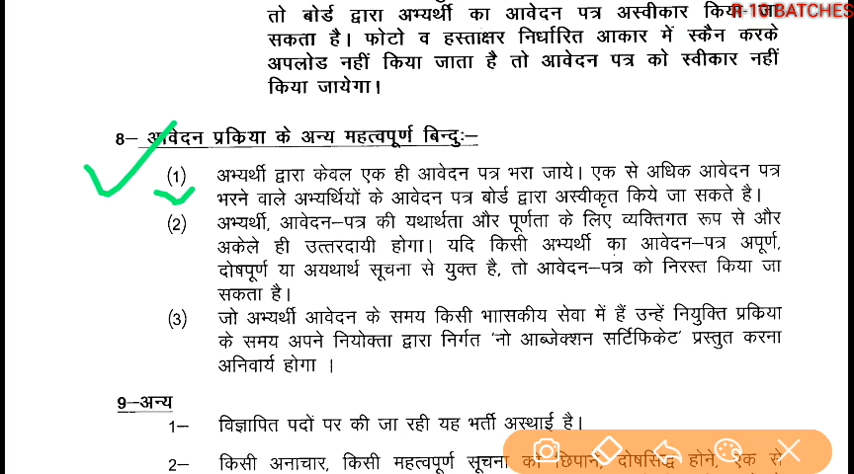 तो बोर्ड द्वारा अभ्यर्थी का आवेदन पत्र अस्वीकार किया जा
R-10 BATCHES
सकता है। फोटो व हस्ताक्षर निर्धारित आकार में स्कैन करके
अपलोड नहीं किया जाता है तो आवेदन पत्र को स्वीकार नहीं
किया जायेगा।
8– आवेदन प्रकिया के अन्य महत्वपूर्ण बिन्दुः–
(1) अभ्यर्थी द्वारा केवल एक ही आवेदन पत्र भरा जाये। एक से अधिक आवेदन पत्र
भरने वाले अभ्यर्थियों के आवेदन पत्र बोर्ड द्वारा अस्वीकृत किये जा सकते है।
(2) अभ्यर्थी, आवेदन–पत्र की यथार्थता और पूर्णता के लिए व्यक्तिगत रूप से और
अकेले ही उत्तरदायी होगा। यदि किसी अभ्यर्थी का आवेदन–पत्र अपूर्ण,
दोषपूर्ण या अयथार्थ सूचना से युक्त है, तो आवेदन–पत्र को निरस्त किया जा
सकता है।
(3) जो अभ्यर्थी आवेदन के समय किसी भाासकीय सेवा में हैं उन्हें नियुक्ति प्रकिया
के समय अपने नियोक्ता द्वारा निर्गत 'नो आब्जेक्शन सर्टिफिकेट' प्रस्तुत करना
अनिवार्य होगा ।
9–अन्य
1– विज्ञापित पदों पर की जा रही यह भर्ती अस्थाई है।
2– किसी अनाचार, किसी महत्वपूर्ण सूचना को छिपाने, दोषसिद्ध होने, से